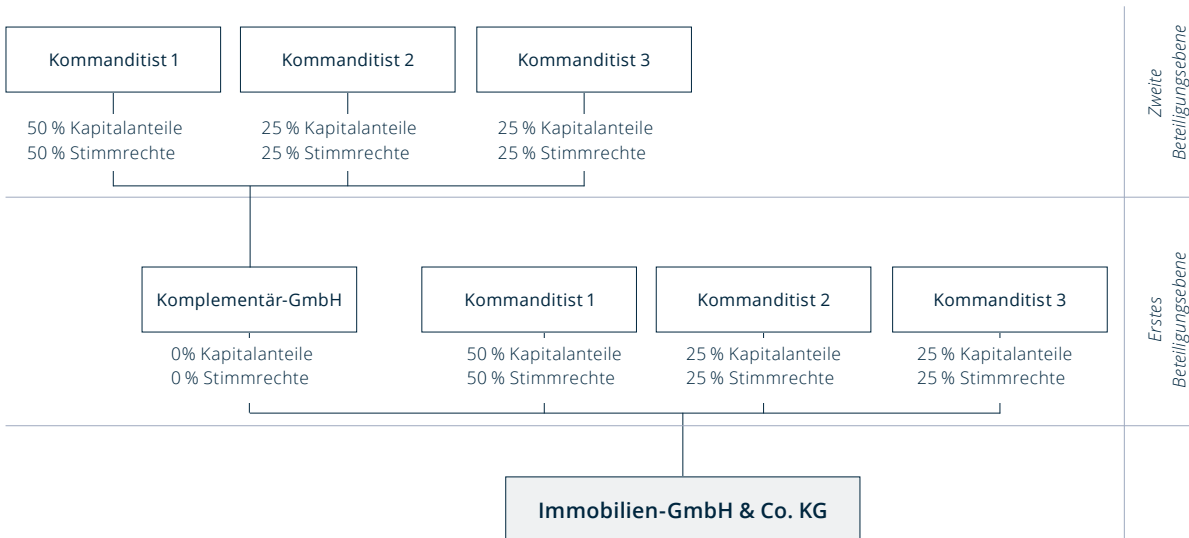 Kommanditist 1
Kommanditist 2
Kommanditist 3
50 % Kapitalanteile
50 % Stimmrechte
25 % Kapitalanteile
25 % Stimmrechte
25 % Kapitalanteile
25 % Stimmrechte
Zweite
Beteiligungsebene
Komplementär-GmbH
Kommanditist 1
Kommanditist 2
Kommanditist 3
0% Kapitalanteile
0 % Stimmrechte
50 % Kapitalanteile
50 % Stimmrechte
25 % Kapitalanteile
25 % Stimmrechte
25 % Kapitalanteile
25 % Stimmrechte
Erstes
Beteiligungsebene
Immobilien-GmbH & Co. KG